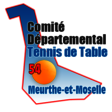 Comité
Départemental
Tennis de Table
54
Meurthe-et-Moselle